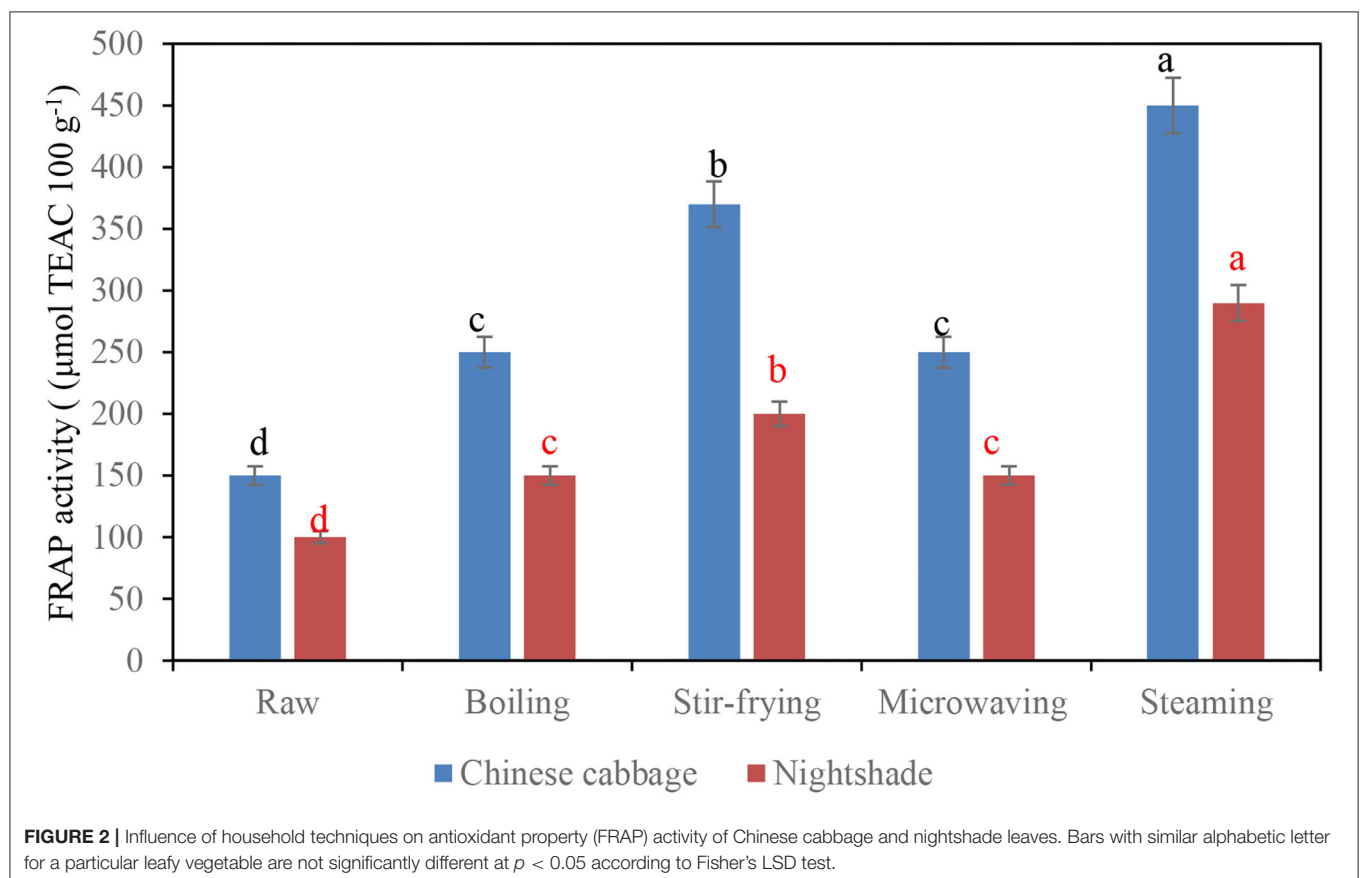 FRAP activity ( (µmol TEAC 100 g⁻¹)
500
450
400
350
300
250
200
150
100
50
0
d
d
c
c
b
b
c
c
a
a
Raw Boiling Stir-frying Microwaving Steaming
Chinese cabbage Nightshade
FIGURE 2 | Influence of household techniques on antioxidant property (FRAP) activity of Chinese cabbage and nightshade leaves. Bars with similar alphabetic letter
for a particular leafy vegetable are not significantly different at p < 0.05 according to Fisher's LSD test.